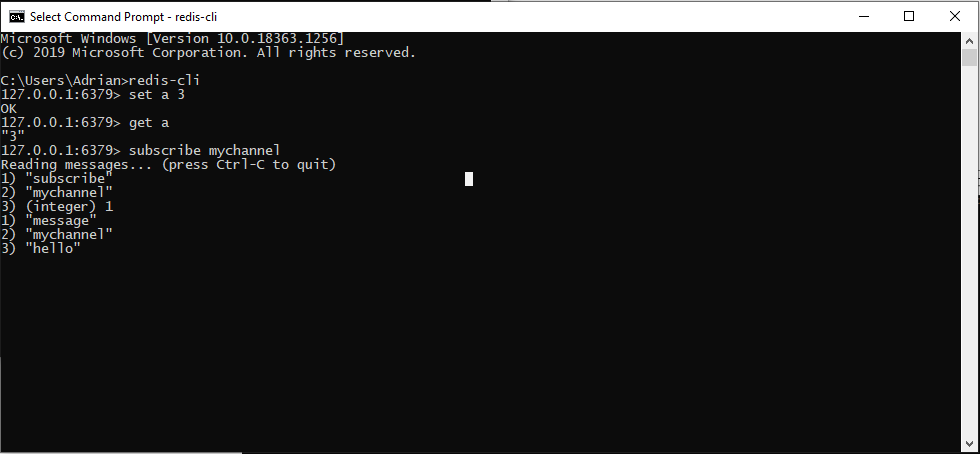 Select Command Prompt - redis-cli
Microsoft Windows [Version 10.0.18363.1256]
(c) 2019 Microsoft Corporation. All rights reserved.
C:\Users\Adrian>redis-cli
127.0.0.1:6379> set a 3
OK
127.0.0.1:6379> get a
"3"
127.0.0.1:6379> subscribe mychannel
Reading messages... (press Ctrl-C to quit)
1) "subscribe"
2) "mychannel"
3) (integer) 1
1) "message"
2) "mychannel"
3) "hello"